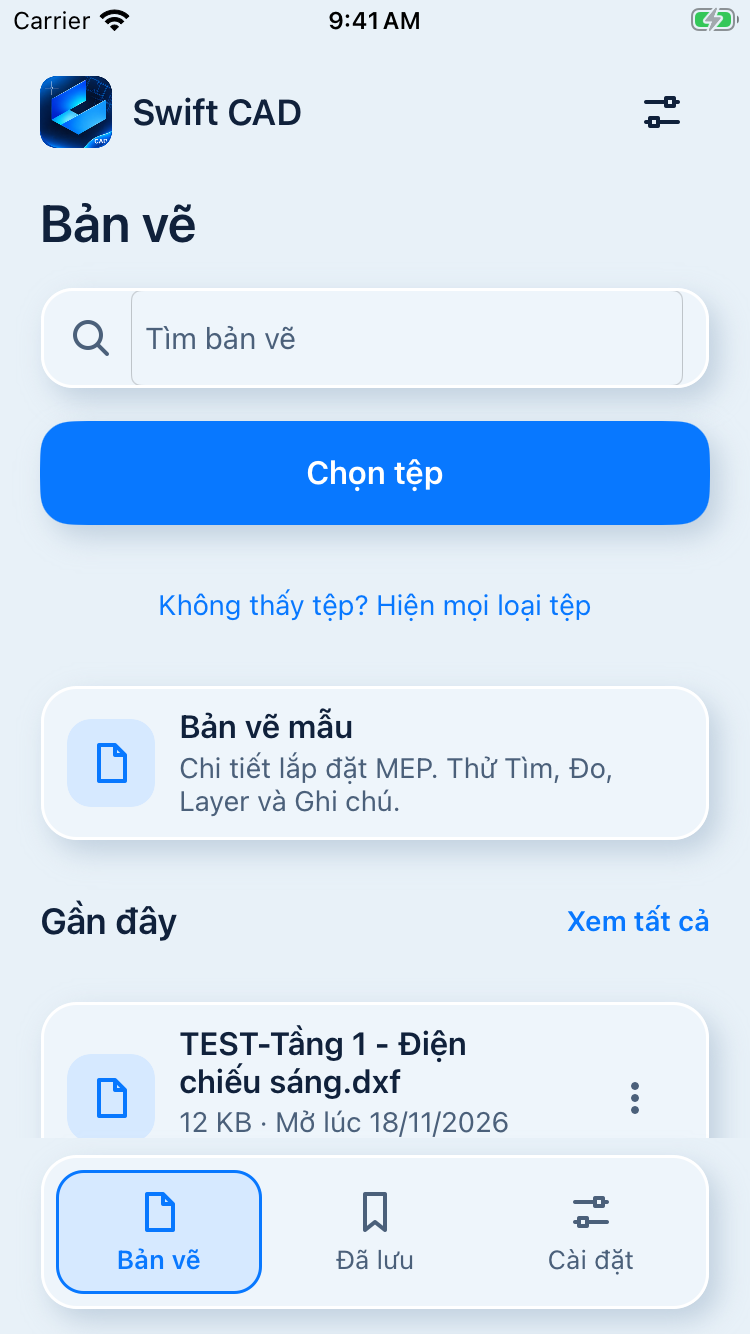 Carrier
9:41 AM
CAD
Swift CAD
Bản vẽ
Tìm bản vẽ
Chọn tệp
Không thấy tệp? Hiện mọi loại tệp
Bản vẽ mẫu
Chi tiết lắp đặt MEP. Thử Tìm, Đo,
Layer và Ghi chú.
Gần đây
Xem tất cả
TEST-Tầng 1 - Điện
chiếu sáng.dxf
12 KB · Mở lúc 18/11/2026
Bản vẽ
Đã lưu
Cài đặt